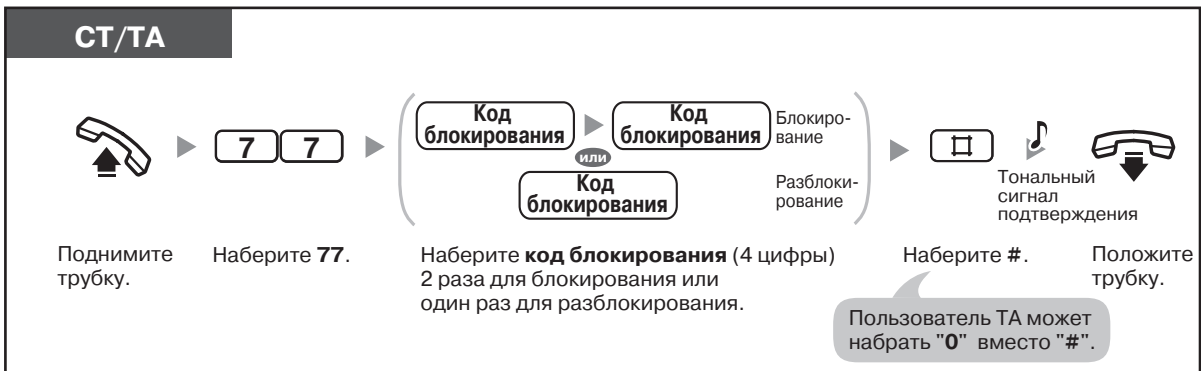 СТ/ТА
7 7
Код блокирования
Код блокирования
Блокиро-
вание
или
Код блокирования
Разблоки-
рование
Тональный
сигнал
подтверждения
Поднимите
трубку.
Наберите 77.
Наберите код блокирования (4 цифры)
2 раза для блокирования или
один раз для разблокирования.
Наберите #.
Положите
трубку.
Пользователь ТА может
набрать "0" вместо "#".